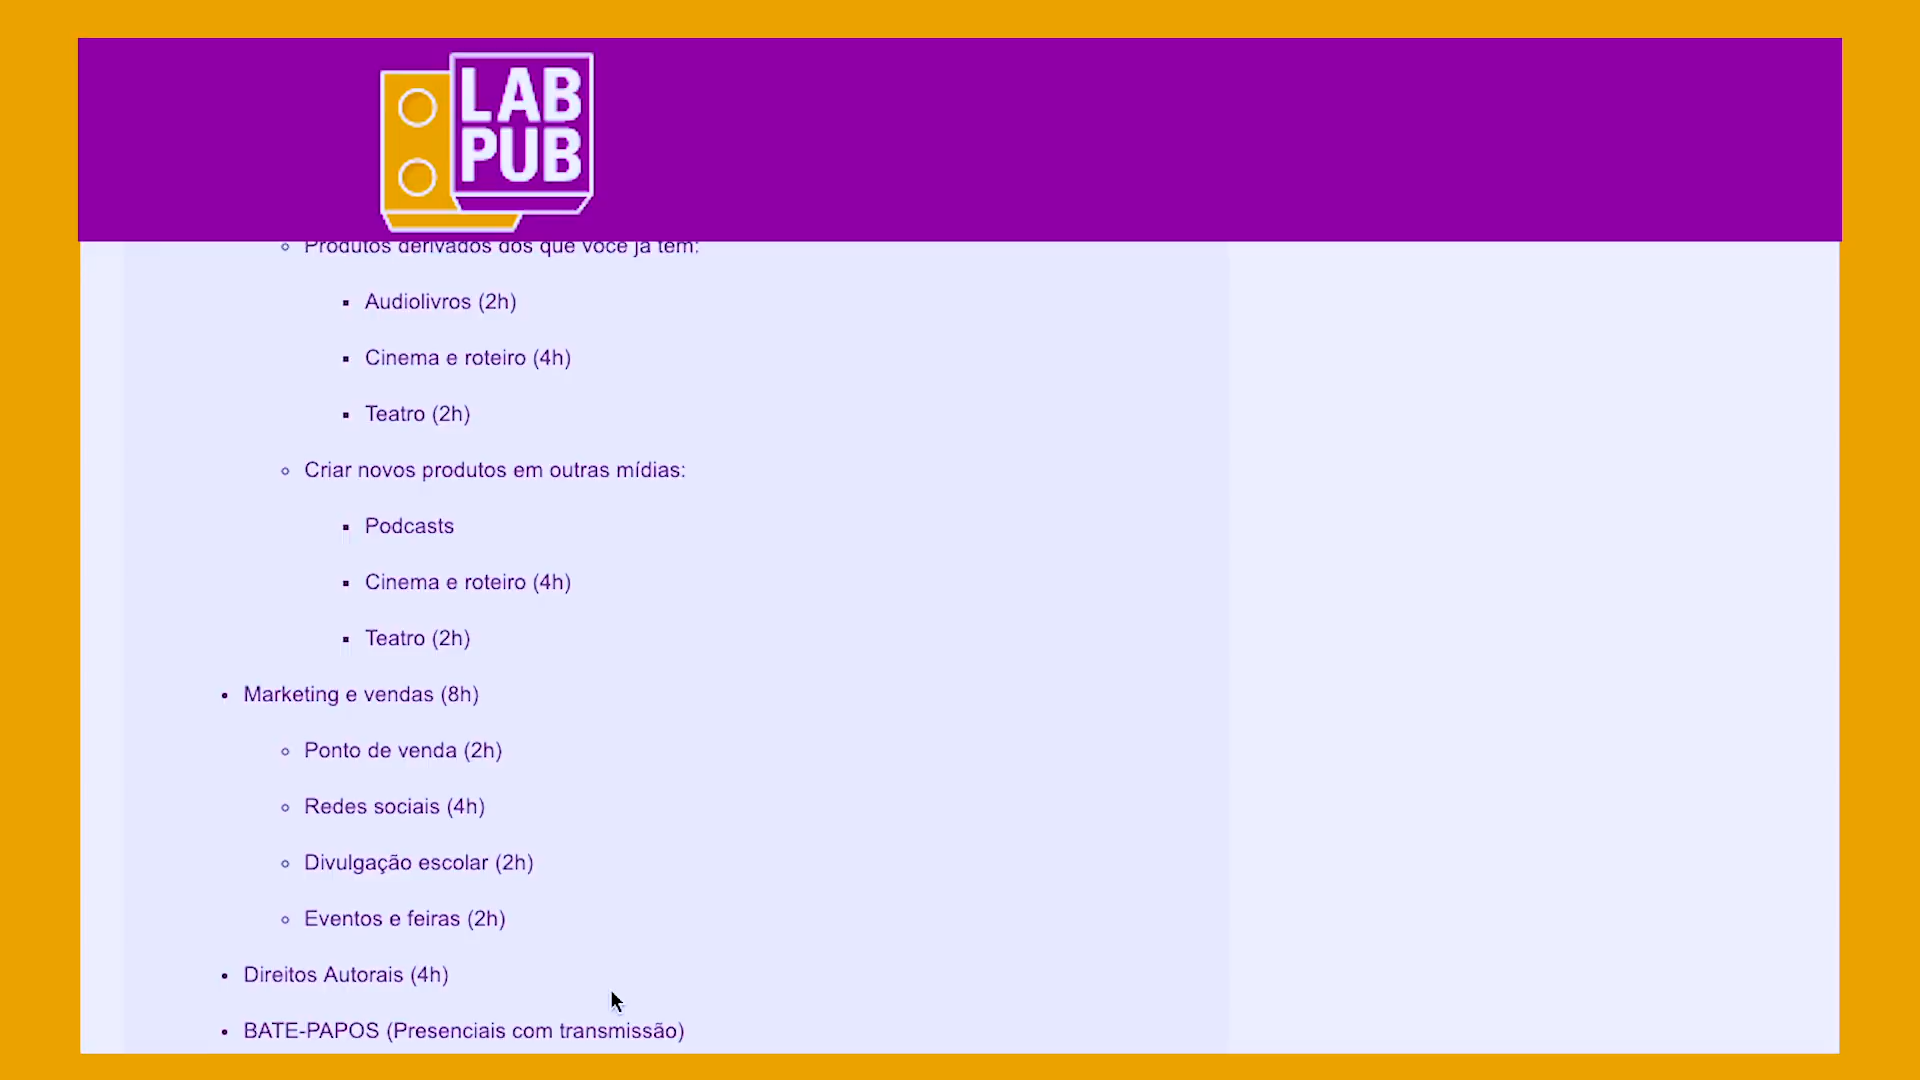 LAB
PUB
Produtos derivados dos que você já tem:
Audiolivros (2h)
Cinema e roteiro (4h)
Teatro (2h)
Criar novos produtos em outras mídias:
Podcasts
Cinema e roteiro (4h)
Teatro (2h)
Marketing e vendas (8h)
Ponto de venda (2h)
Redes sociais (4h)
Divulgação escolar (2h)
Eventos e feiras (2h)
Direitos Autorais (4h)
BATE-PAPOS (Presenciais com transmissão)